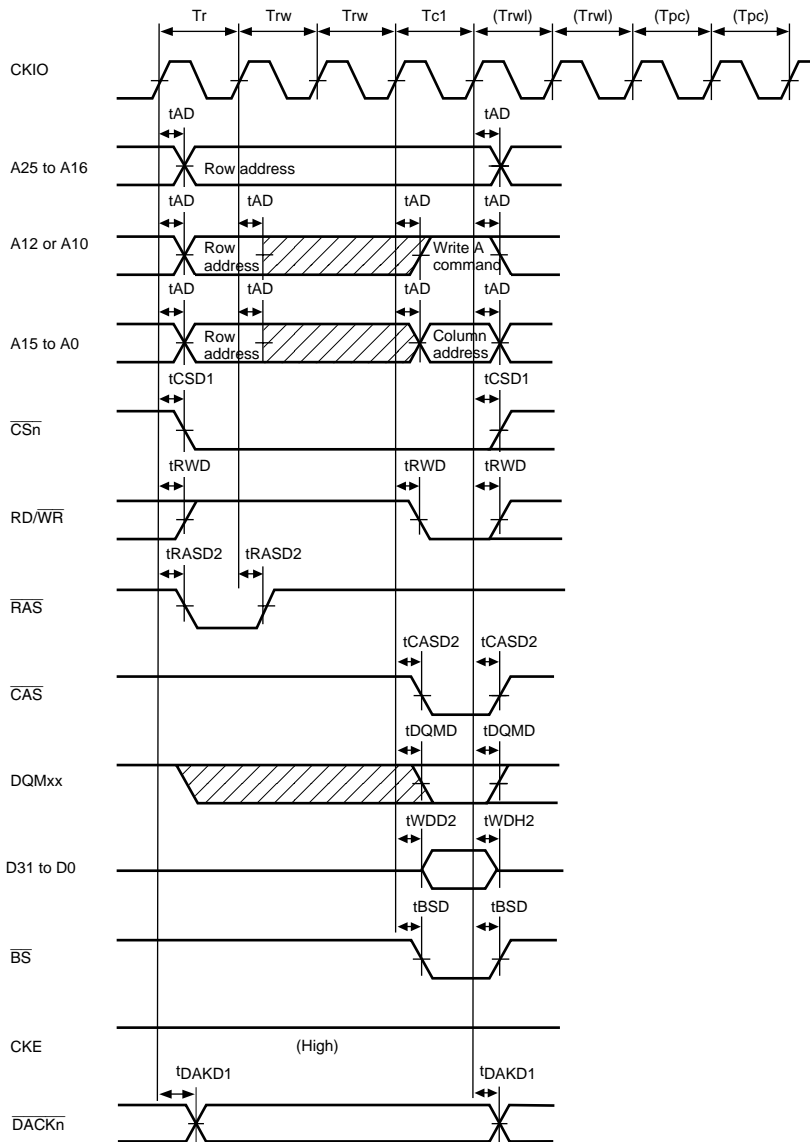 Tr Trw Trw Tc1 (Trwl) (Trwl) (Tpc) (Tpc)
CKIO
tAD tAD
A25 to A16 Row address
tAD tAD tAD tAD
A12 or A10 Row address Write A command
tAD tAD tAD tAD
A15 to A0 Row address Column address
tCSD1 tCSD1
CSn
tRWD tRWD tRWD
RD/WR
tRASD2 tRASD2
RAS
tCASD2 tCASD2
CAS
tDQMD tDQMD
DQMxx
tWDD2 tWDH2
D31 to D0
tBSD tBSD
BS
CKE (High)
tDAKD1 tDAKD1
DACKn